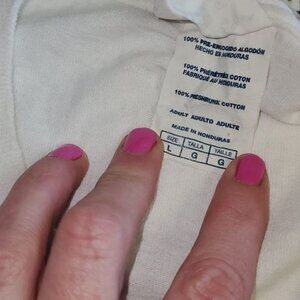 100% PRE-ENCOGIDO ALGODÓN
HECHO EN HONDURAS
100% PRÉRÉTRÉCI COTON
FABRIQUÉ AU HONDURAS
100% PRESHRUNK COTTON
ADULT ADULTO ADULTE
MADE IN HONDURAS
SIZE TALLA TAILLE
L G G